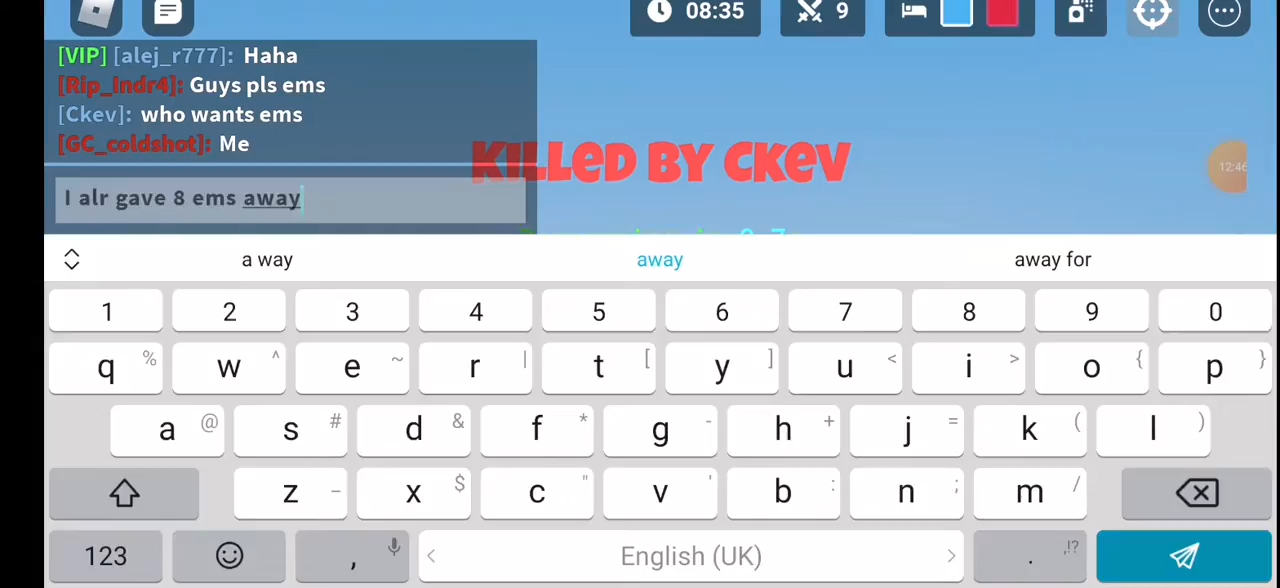 08:35
9
[VIP] [alej_r777]: Haha
[Rip_Indr4]: Guys pls ems
[Ckev]: who wants ems
[GC_coldshot]: Me
KILLED BY CKEV
12:46
I alr gave 8 ems away
a way away away for
1 2 3 4 5 6 7 8 9 0
q % w ^ e ~ r | t [ y ] u < i > o { p }
a @ s # d & f * g - h + j = k ( l )
z _ x $ c " v ' b : n ; m /
123 , < English (UK) > . ,!?